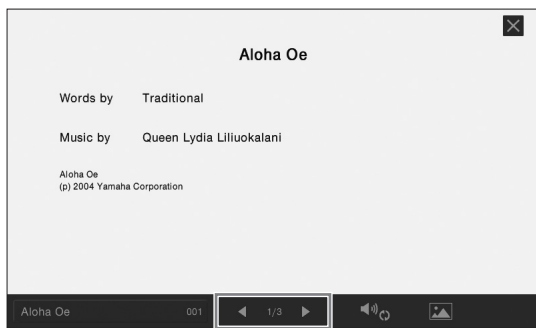 Aloha Oe
Words by Traditional
Music by Queen Lydia Liliuokalani
Aloha Oe
(p) 2004 Yamaha Corporation
Aloha Oe 001
1/3